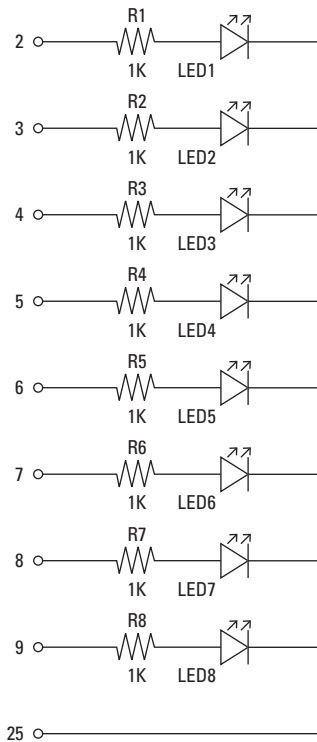 R1
2
1K LED1
R2
3
1K LED2
R3
4
1K LED3
R4
5
1K LED4
R5
6
1K LED5
R6
7
1K LED6
R7
8
1K LED7
R8
9
1K LED8
25